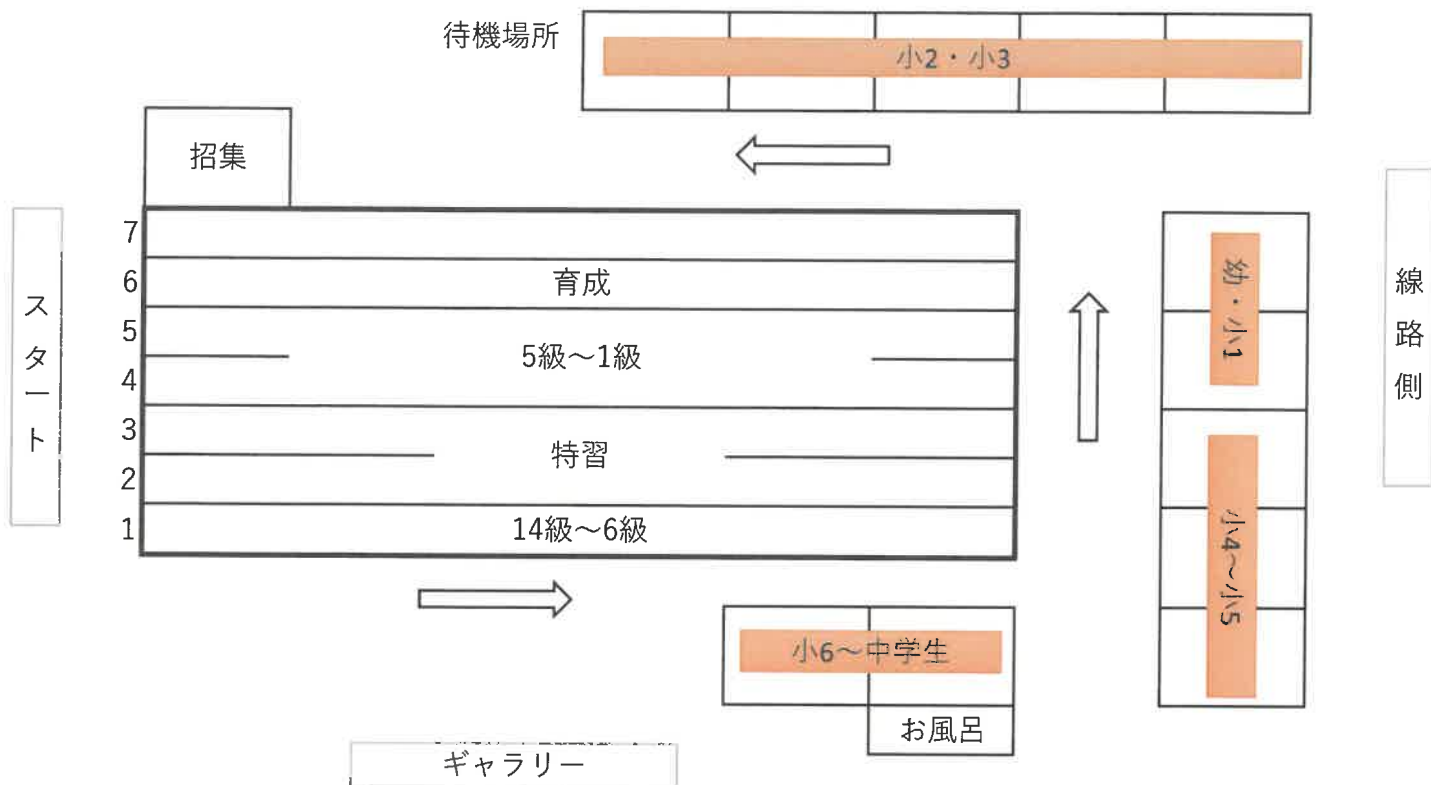 待機場所
小2・小3
招集
スタート
7
6 育成
5
5級～1級
4
3
特習
2
1 14級～6級
幼・小1
小4～小5
線路側
小6～中学生
お風呂
ギャラリー